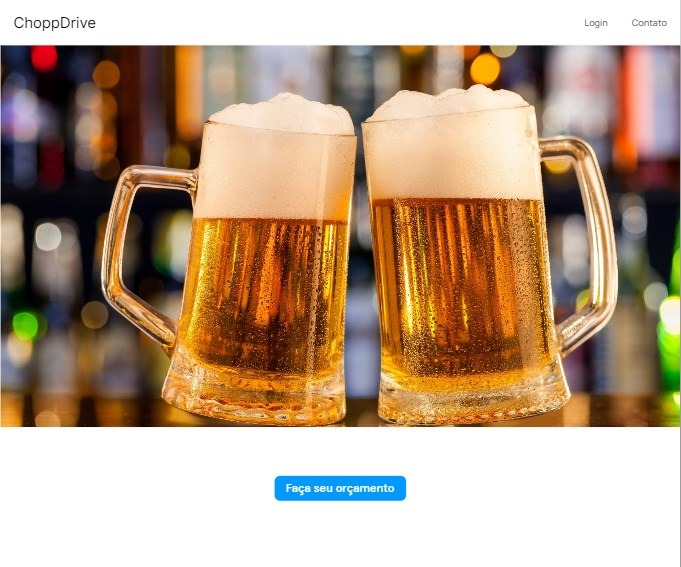 ChoppDrive
Login
Contato
Faça seu orçamento